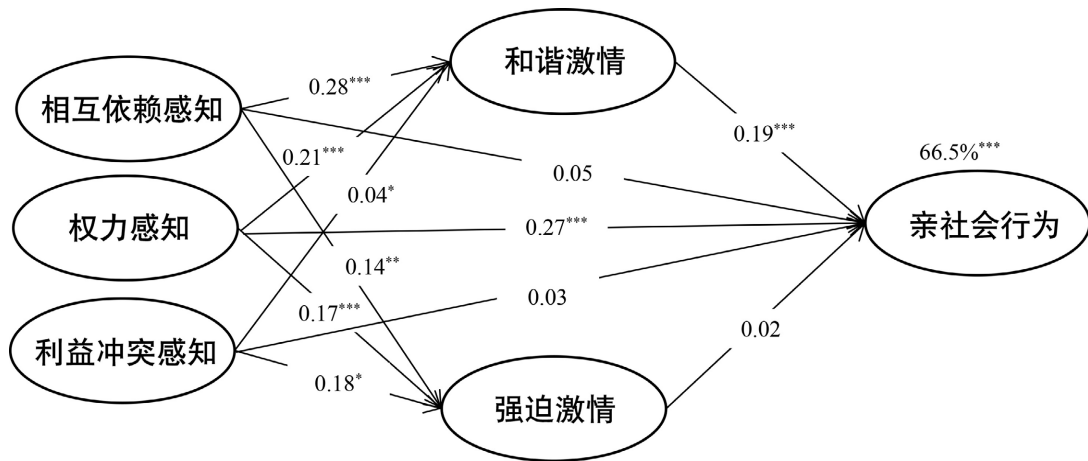 和谐激情
相互依赖感知
0.28***
0.19***
66.5%***
0.21***
0.05
0.04*
权力感知
0.27***
亲社会行为
0.14**
0.03
0.17***
利益冲突感知
0.02
0.18*
强迫激情